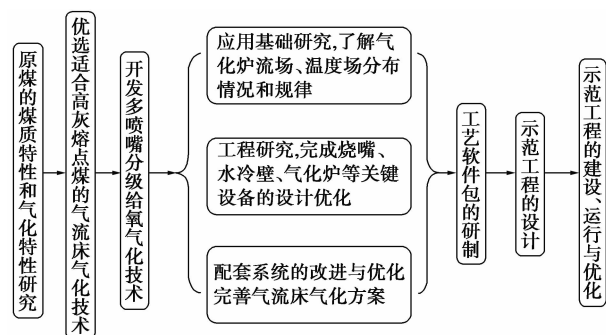 原煤的煤质特性和气化特性研究
优选适合高灰熔点煤的气流床气化技术
开发多喷嘴分级给氧气化技术
应用基础研究,了解气
化炉流场、温度场分布
情况和规律
工程研究,完成烧嘴、
水冷壁、气化炉等关键
设备的设计优化
配套系统的改进与优化
完善气流床气化方案
工艺软件包的研制
示范工程的设计
示范工程的建设、运行与优化